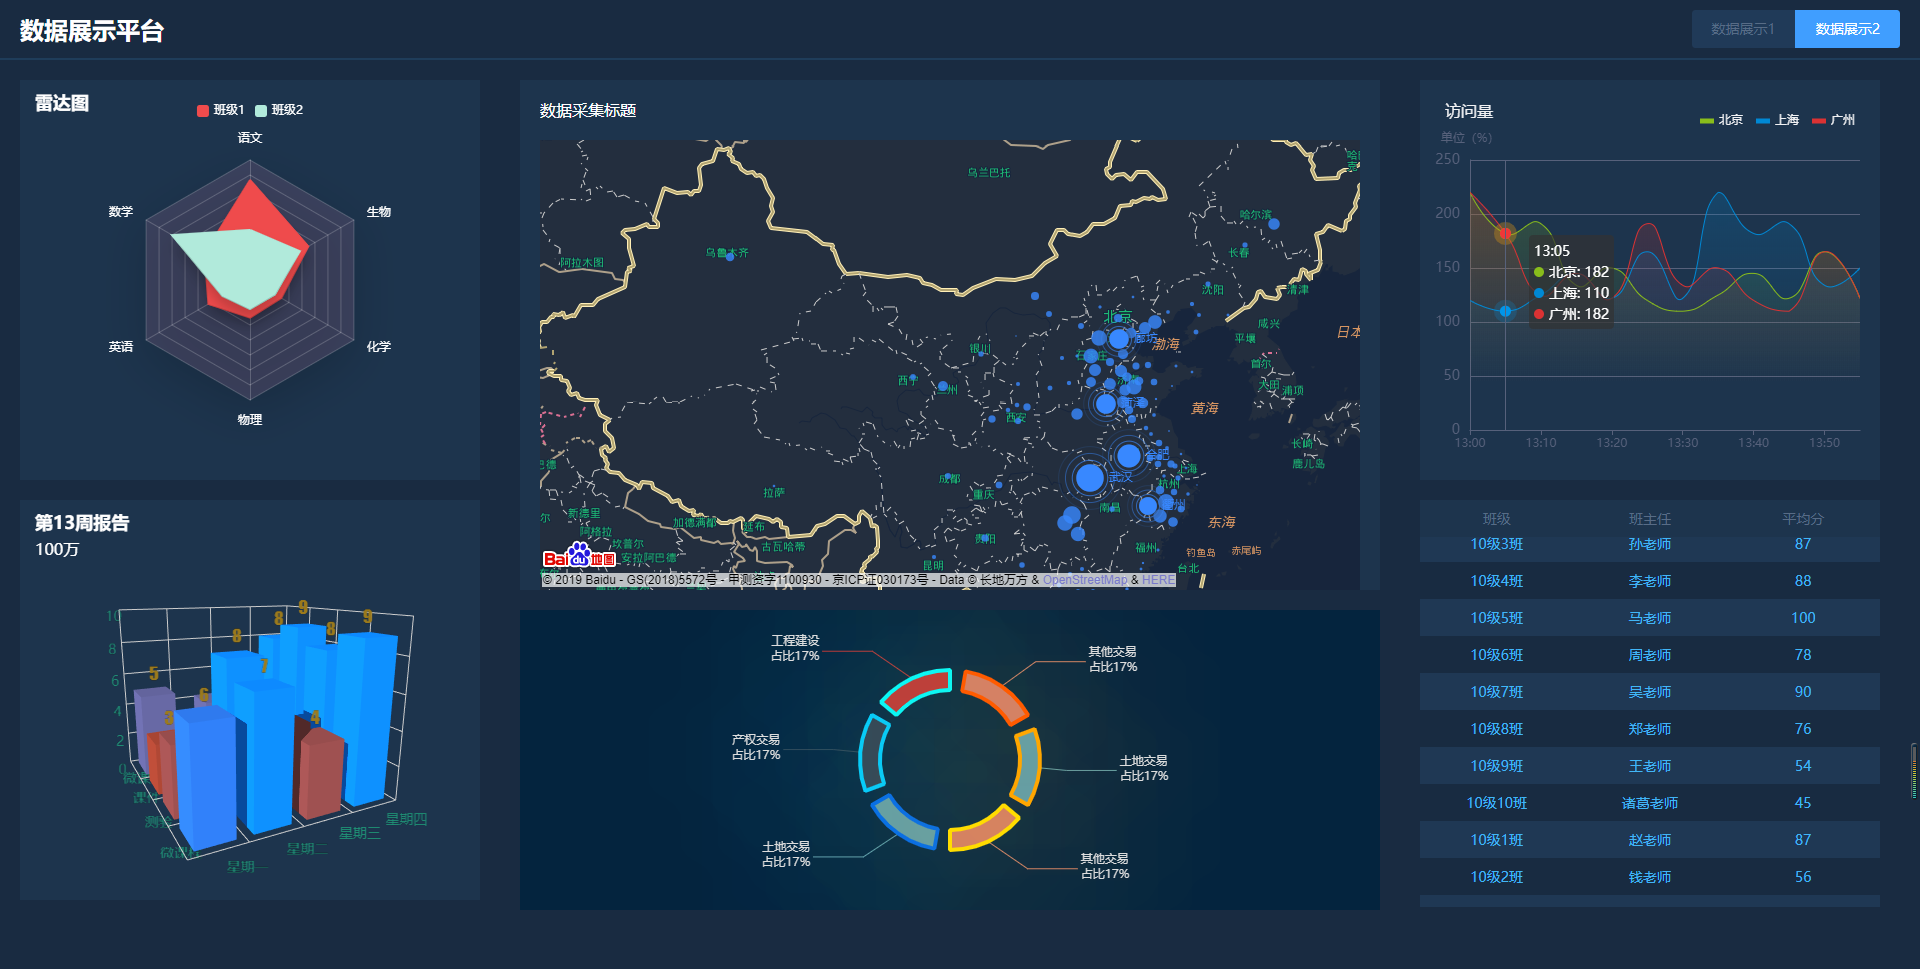 数据展示平台
数据展示1
数据展示2
雷达图
班级1
班级2
语文
数学
生物
英语
化学
物理
第13周报告
100万
10
8
6
4
2
0
5
3
6
8
7
8
9
8
4
9
测验
星期一
星期二
星期三
星期四
数据采集标题
乌兰巴托
哈尔滨
长春
乌鲁木齐
阿拉木图
沈阳
清津
北京
廊坊
渤海
咸兴
平壤
日本
首尔
大田
浦项
银川
西宁
兰州
西安
黄海
长崎
鹿儿岛
合肥
上海
成都
重庆
武汉
杭州
拉萨
南昌
东海
新德里
阿格拉
加德满都
廷布
坎普尔
古瓦哈蒂
安拉阿巴德
贵阳
昆明
福州
钓鱼岛
赤尾屿
台北
Bai du 地图
© 2019 Baidu - GS(2018)5572号 - 甲测资字1100930 - 京ICP证030173号 - Data © 长地万方 & OpenStreetMap & HERE
工程建设
占比17%
其他交易
占比17%
产权交易
占比17%
土地交易
占比17%
土地交易
占比17%
其他交易
占比17%
访问量
北京
上海
广州
单位（%）
250
200
150
100
50
0
13:05
北京: 182
上海: 110
广州: 182
13:00
13:10
13:20
13:30
13:40
13:50
班级 班主任 平均分
10级3班 孙老师 87
10级4班 李老师 88
10级5班 马老师 100
10级6班 周老师 78
10级7班 吴老师 90
10级8班 郑老师 76
10级9班 王老师 54
10级10班 诸葛老师 45
10级1班 赵老师 87
10级2班 钱老师 56